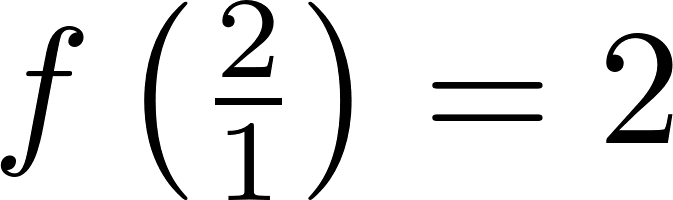 f(2/1) = 2